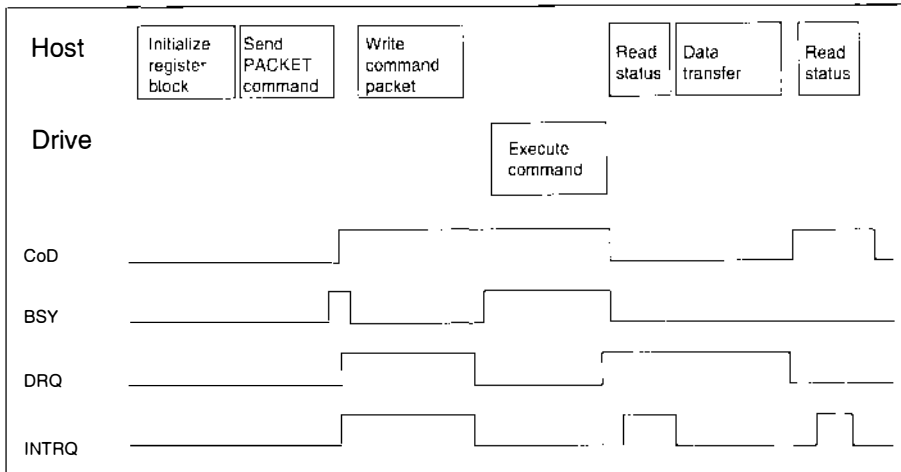 Host
Initialize
register
block
Send
PACKET
command
Write
command
packet
Read
status
Data
transfer
Read
status
Drive
Execute
command
CoD
BSY
DRQ
INTRQ